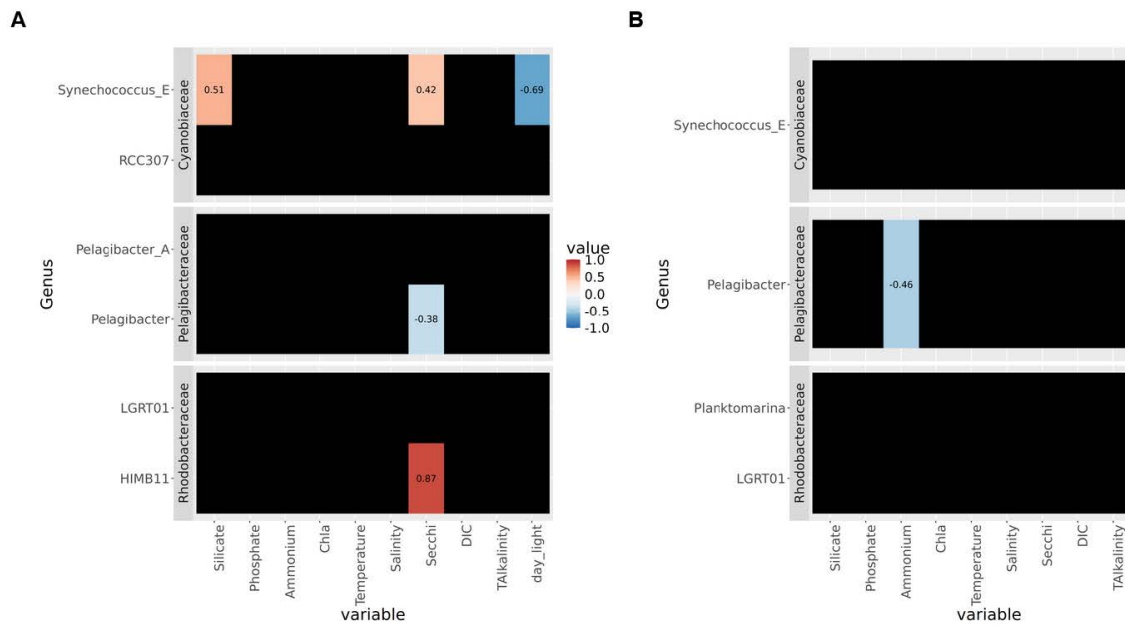 A
B
Genus
Cyanobiaceae
Synechococcus_E
0.51
0.42
-0.69
RCC307
Pelagibacteraceae
Pelagibacter_A
Pelagibacter
-0.38
Rhodobacteraceae
LGRT01
HIMB11
0.87
Silicate
Phosphate
Ammonium
Chla
Temperature
Salinity
Secchi
DIC
TAlkalinity
day_light
variable
value
1.0
0.5
0.0
-0.5
-1.0
Genus
Cyanobiaceae
Synechococcus_E
Pelagibacteraceae
Pelagibacter
-0.46
Rhodobacteraceae
Planktomarina
LGRT01
Silicate
Phosphate
Ammonium
Chla
Temperature
Salinity
Secchi
DIC
TAlkalinity
variable